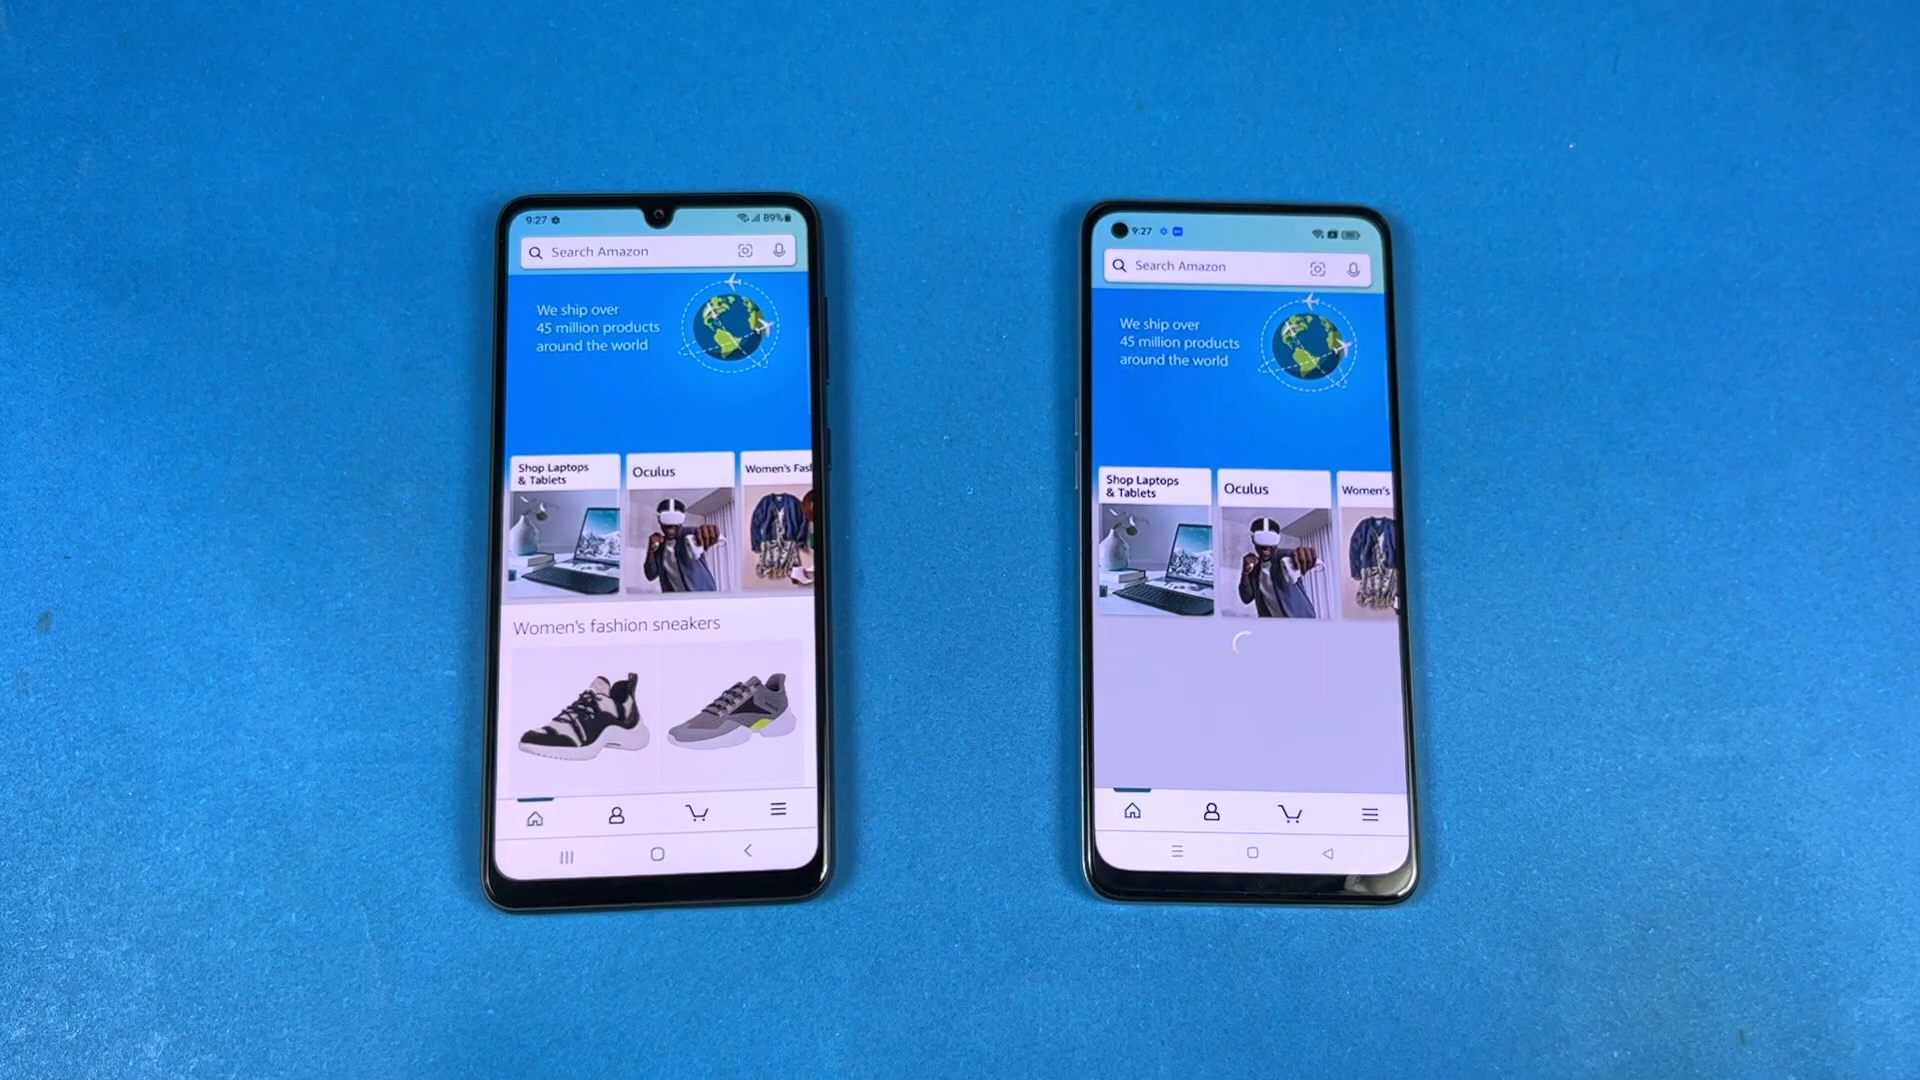 9:27
89%
Search Amazon
We ship over
45 million products
around the world
Shop Laptops
& Tablets
Oculus
Women's Fas
Women's fashion sneakers
9:27
Search Amazon
We ship over
45 million products
around the world
Shop Laptops
& Tablets
Oculus
Women's